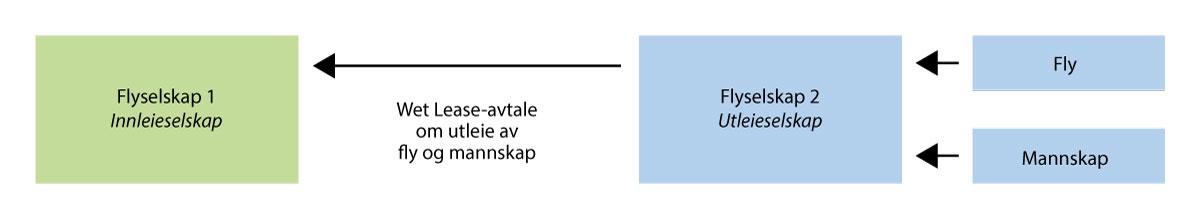 Flyselskap 1
Innleieselskap
Wet Lease-avtale
om utleie av
fly og mannskap
Flyselskap 2
Utleieselskap
Fly
Mannskap